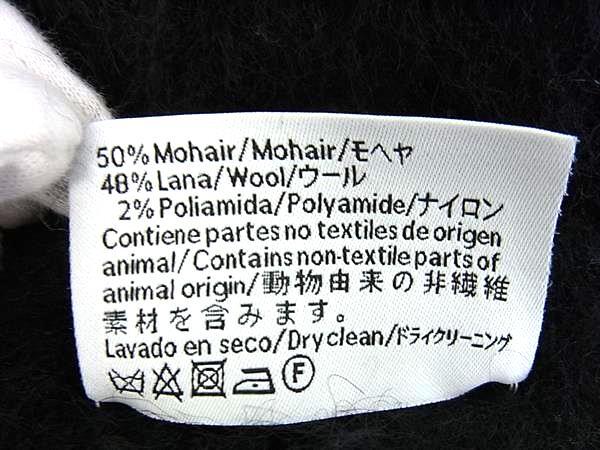 50% Mohair/Mohair/モヘヤ
48% Lana/Wool/ウール
2% Poliamida/Polyamide/ナイロン
Contiene partes no textiles de origen
animal/Contains non-textile parts of
animal origin/動物由来の非繊維
素材を含みます。
Lavado en seco/Dry clean/ドライクリーニング
F